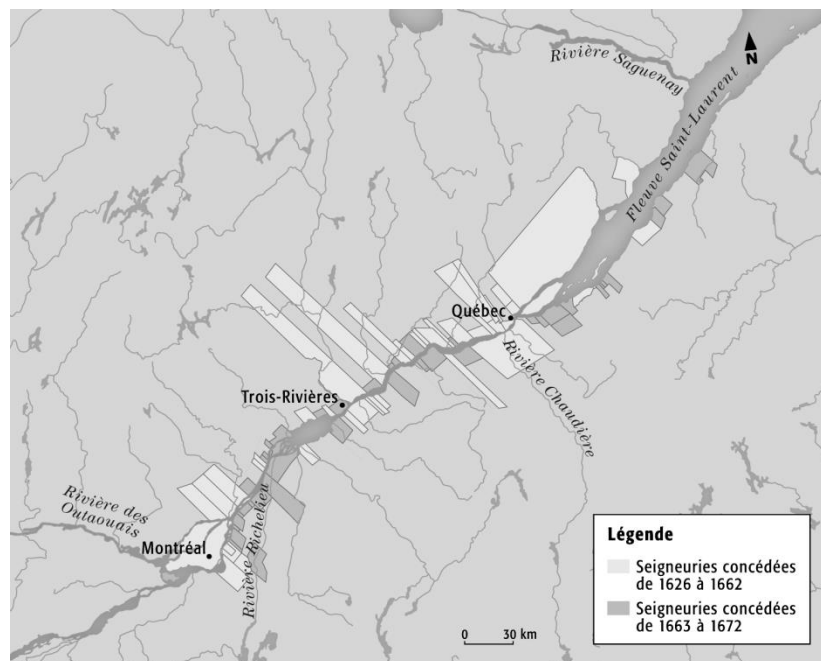 Rivière Saguenay
N
Fleuve Saint-Laurent
Québec
Rivière Chaudière
Trois-Rivières
Rivière des
Outaouais
Montréal
Rivière Richelieu
Légende
Seigneuries concédées
de 1626 à 1662
Seigneuries concédées
de 1663 à 1672
0 30 km